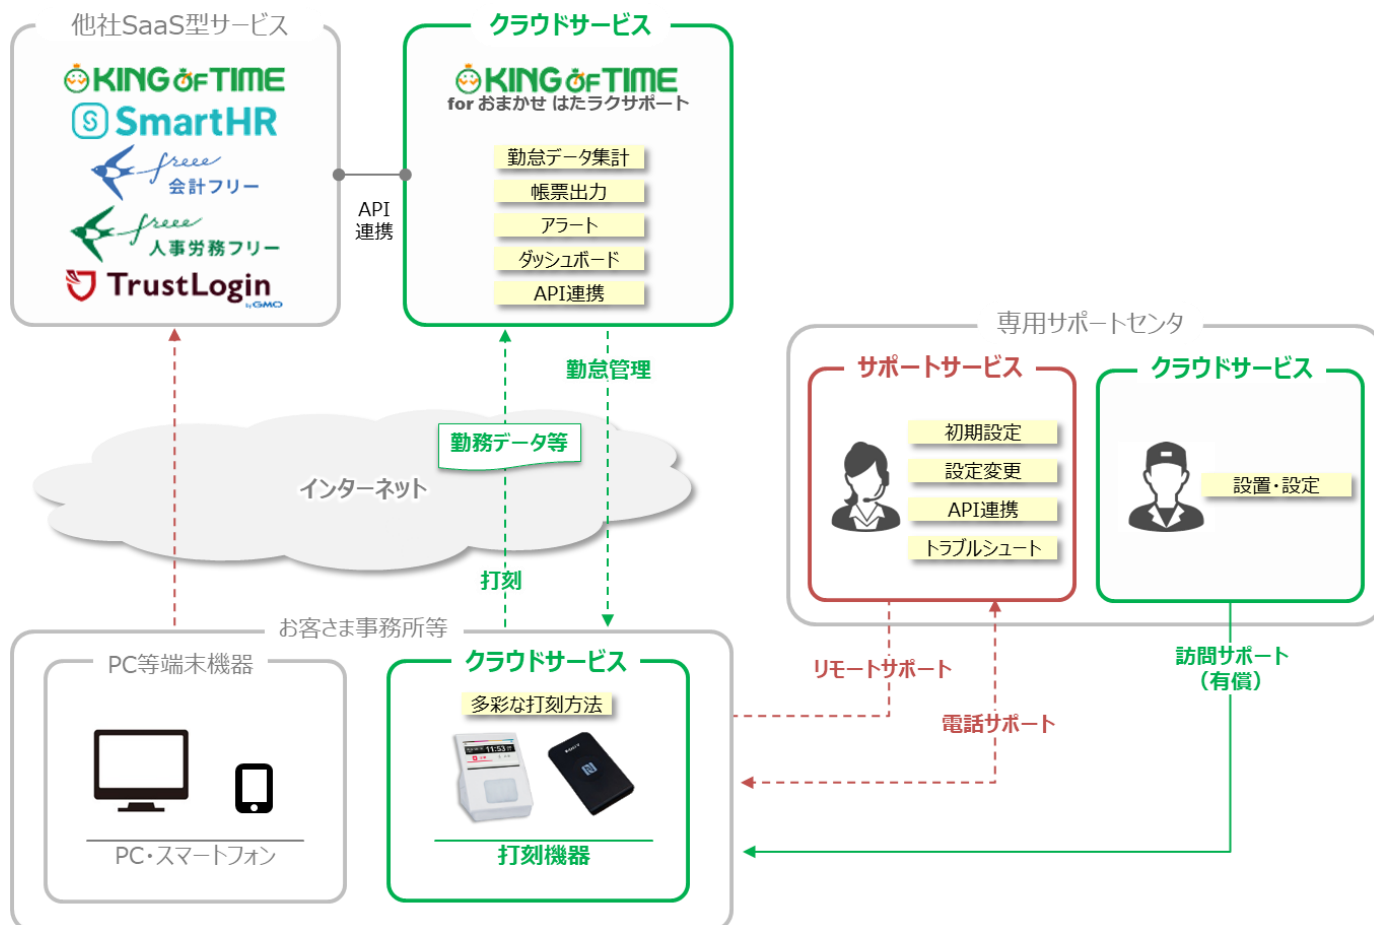 他社SaaS型サービス
KING OF TIME
SmartHR
freee
会計フリー
freee
人事労務フリー
TrustLogin
by GMO
API
連携
クラウドサービス
KING OF TIME
for おまかせ はたラクサポート
勤怠データ集計
帳票出力
アラート
ダッシュボード
API連携
勤怠管理
勤務データ等
インターネット
打刻
専用サポートセンタ
サポートサービス
初期設定
設定変更
API連携
トラブルシュート
クラウドサービス
設置・設定
リモートサポート
電話サポート
訪問サポート
（有償）
お客さま事務所等
PC等端末機器
PC・スマートフォン
クラウドサービス
多彩な打刻方法
11:53
SONY
打刻機器